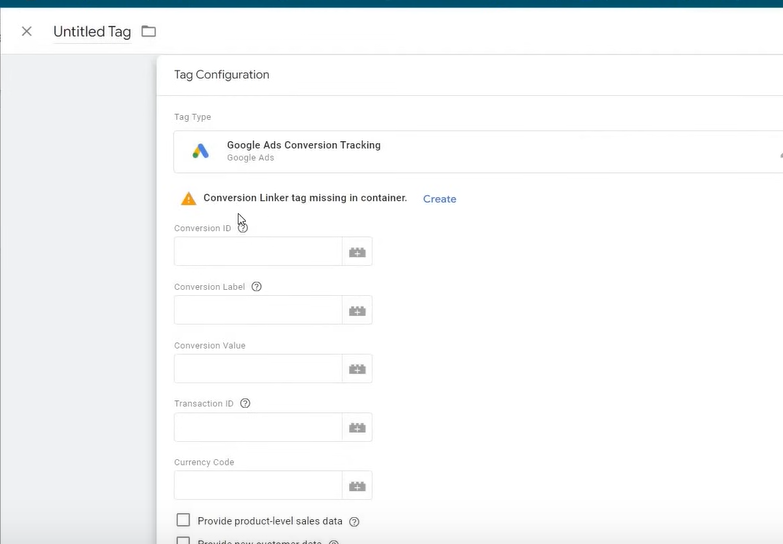 Untitled Tag
Tag Configuration
Tag Type
Google Ads Conversion Tracking
Google Ads
Conversion Linker tag missing in container. Create
Conversion ID
Conversion Label
Conversion Value
Transaction ID
Currency Code
Provide product-level sales data
Provide new customer data